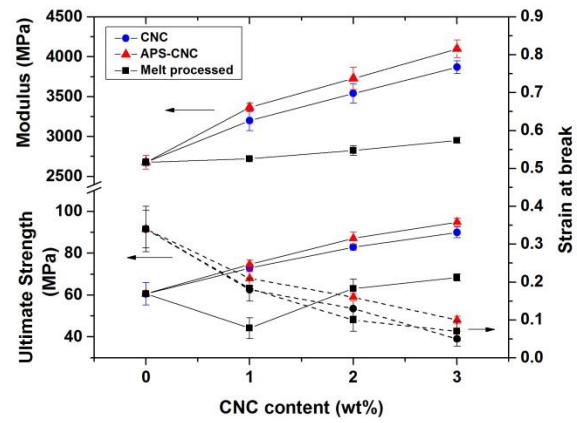 4500
4000
3500
3000
2500
Modulus (MPa)
CNC
APS-CNC
Melt processed
0.9
0.8
0.7
0.6
0.5
0.4
0.3
0.2
0.1
0.0
Strain at break
100
80
60
40
Ultimate Strength
(MPa)
0 1 2 3
CNC content (wt%)